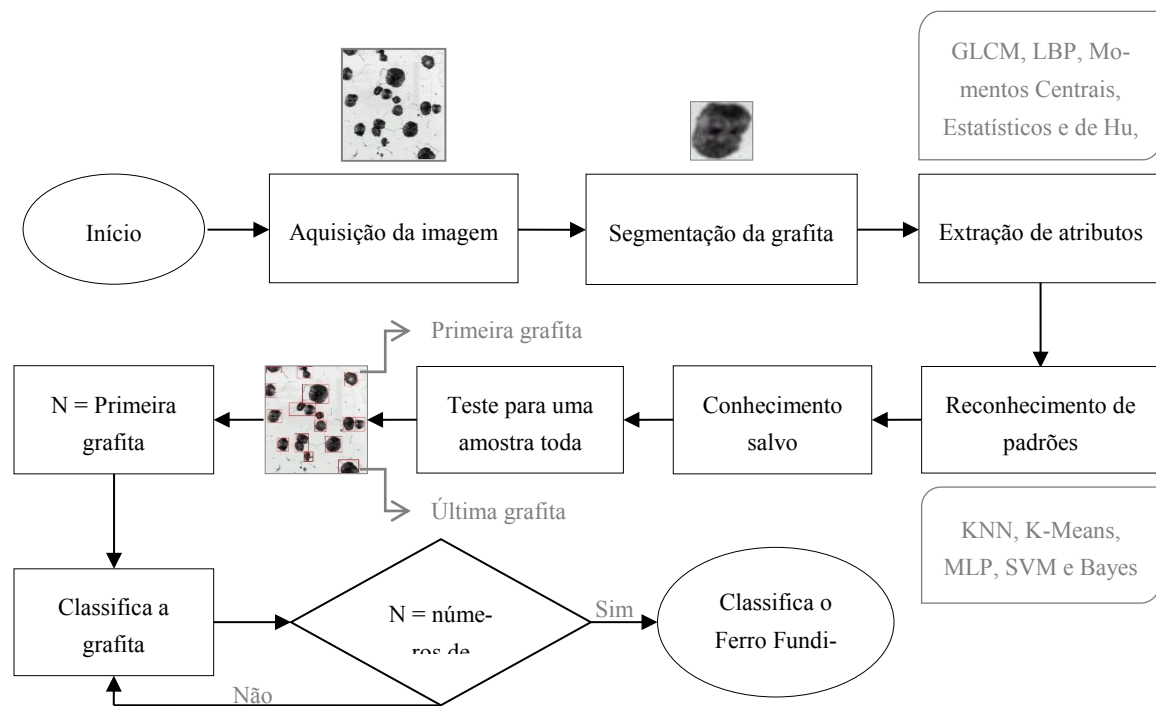 GLCM, LBP, Mo-
mentos Centrais,
Estatísticos e de Hu,
Início
Aquisição da imagem
Segmentação da grafita
Extração de atributos
Primeira grafita
N = Primeira
grafita
Teste para uma
amostra toda
Conhecimento
salvo
Reconhecimento de
padrões
Última grafita
KNN, K-Means,
MLP, SVM e Bayes
Classifica a
grafita
N = núme-
ros de
Sim
Classifica o
Ferro Fundi-
Não